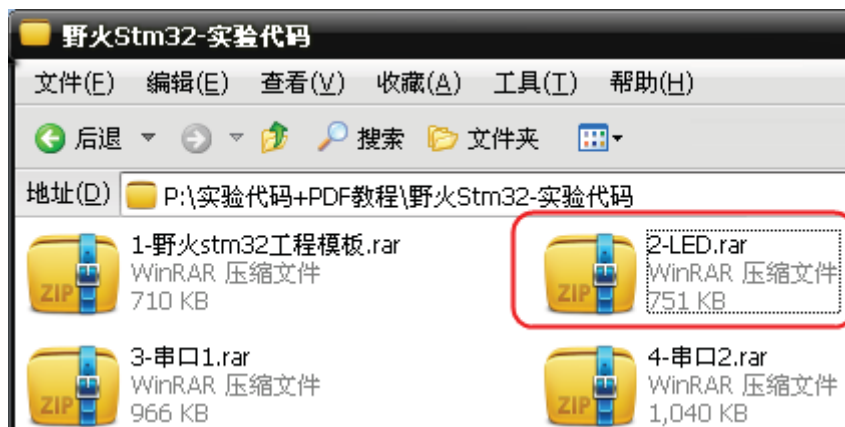 野火Stm32-实验代码
文件(F) 编辑(E) 查看(V) 收藏(A) 工具(T) 帮助(H)
后退 搜索 文件夹
地址(D) P:\实验代码+PDF教程\野火Stm32-实验代码
1-野火stm32工程模板.rar
WinRAR 压缩文件
710 KB
ZIP
2-LED.rar
WinRAR 压缩文件
751 KB
ZIP
3-串口1.rar
WinRAR 压缩文件
966 KB
ZIP
4-串口2.rar
WinRAR 压缩文件
1,040 KB
ZIP